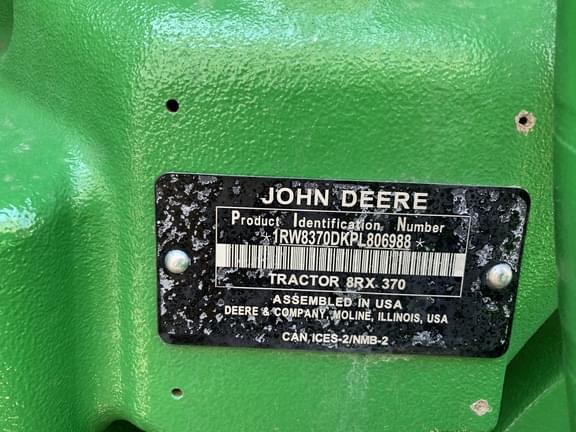 JOHN DEERE
Product Identification Number
*1RW8370DKPL806988*
TRACTOR 8RX 370
ASSEMBLED IN USA
DEERE & COMPANY, MOLINE, ILLINOIS, USA
CAN ICES-2/NMB-2